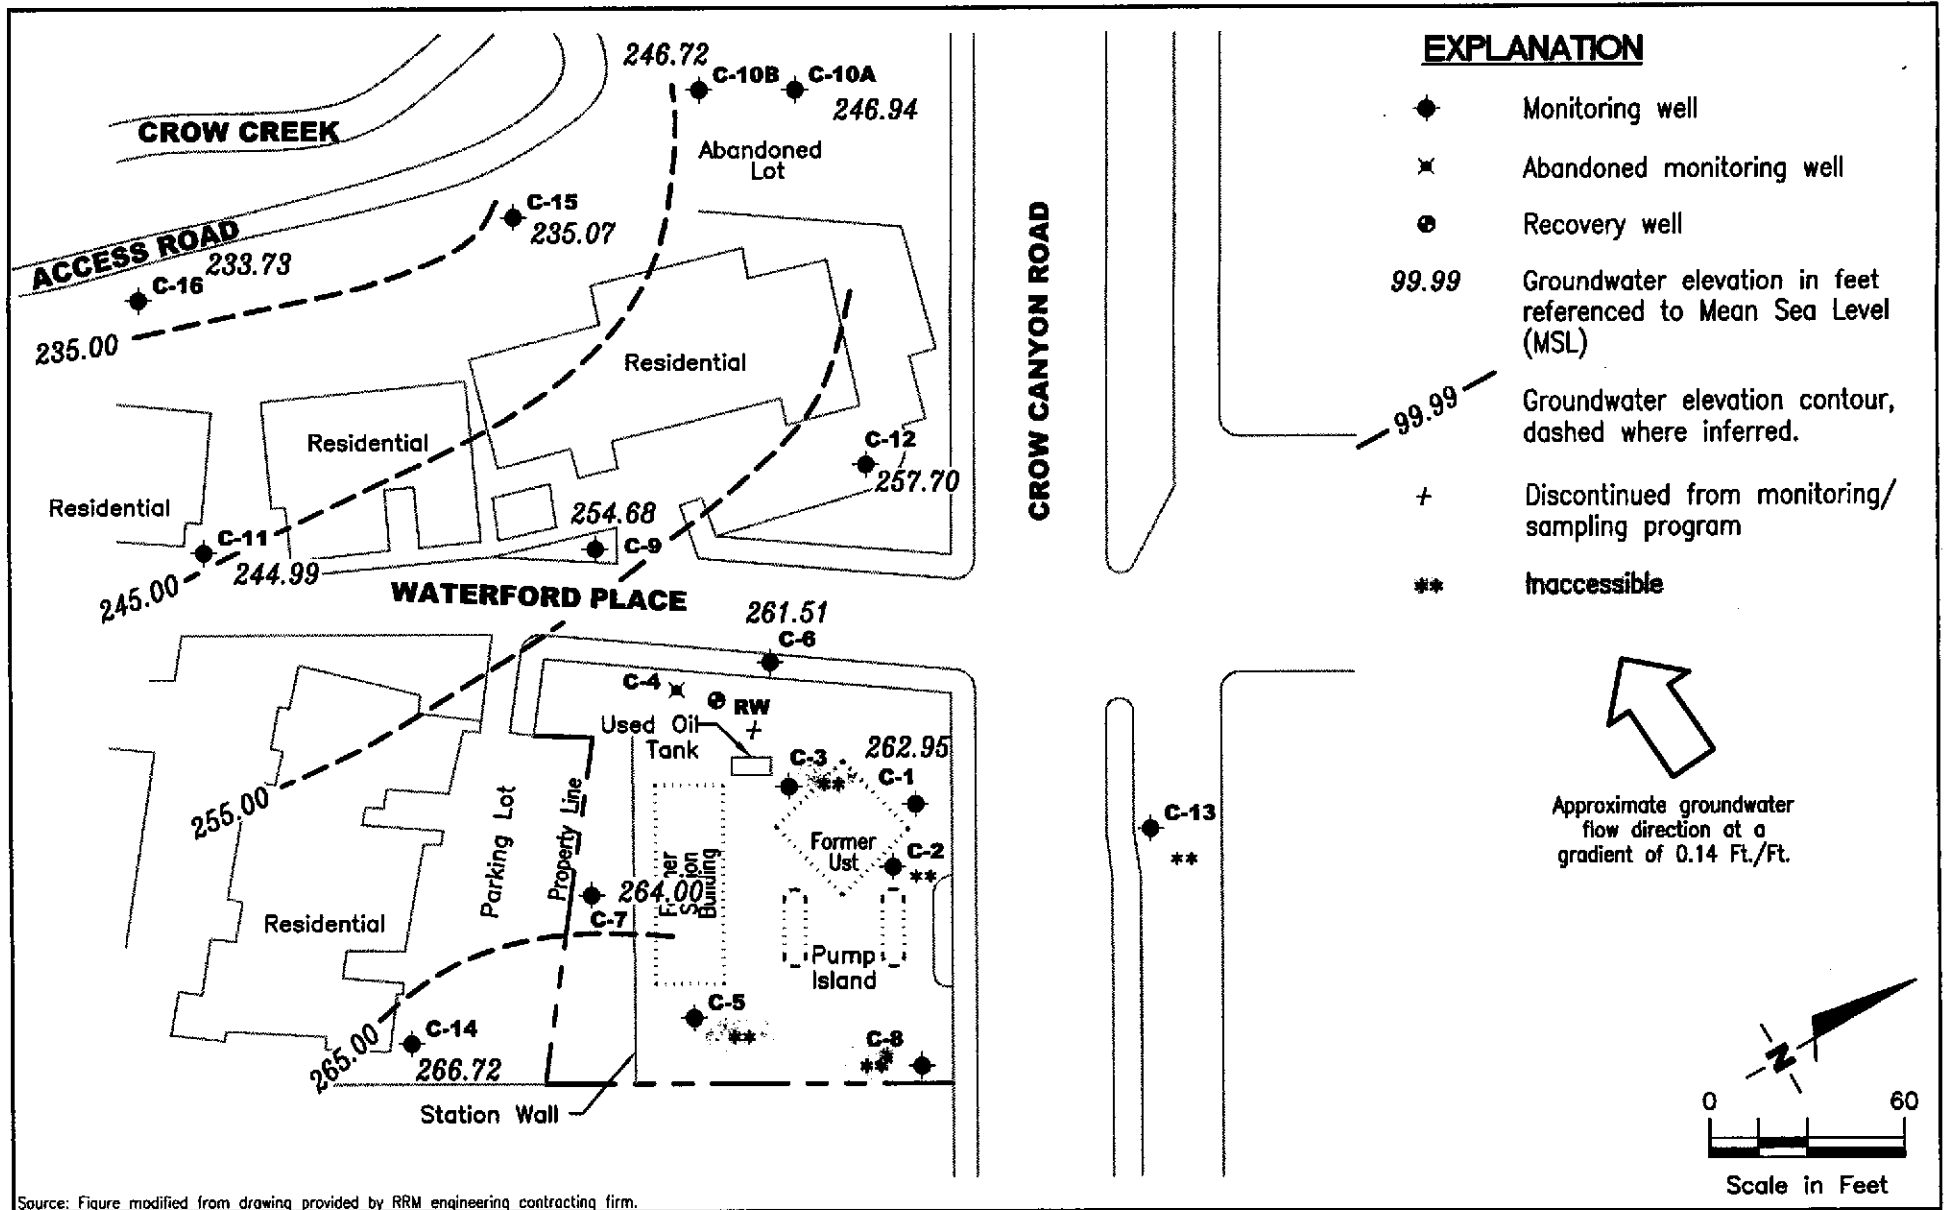 EXPLANATION
Monitoring well
Abandoned monitoring well
Recovery well
99.99
Groundwater elevation in feet
referenced to Mean Sea Level
(MSL)
99.99
Groundwater elevation contour,
dashed where inferred.
+
Discontinued from monitoring/
sampling program
**
Inaccessible
246.72
C-10B
C-10A
246.94
CROW CREEK
Abandoned
Lot
C-15
235.07
ACCESS ROAD
233.73
C-16
235.00
CROW CANYON ROAD
Residential
Residential
C-12
257.70
Residential
254.68
C-9
C-11
244.99
245.00
WATERFORD PLACE
261.51
C-6
C-4
RW
+
Used Oil
Tank
262.95
C-3
**
C-1
255.00
Parking Lot
Property Line
Former
Ust
C-2
**
C-13
**
264.00
C-7
Building
Residential
Pump
Island
C-5
**
C-8
**
*
C-14
266.72
265.00
Station Wall
Approximate groundwater
flow direction at a
gradient of 0.14 Ft./Ft.
N
0 60
Scale in Feet
Source: Figure modified from drawing provided by RRM engineering contracting firm.